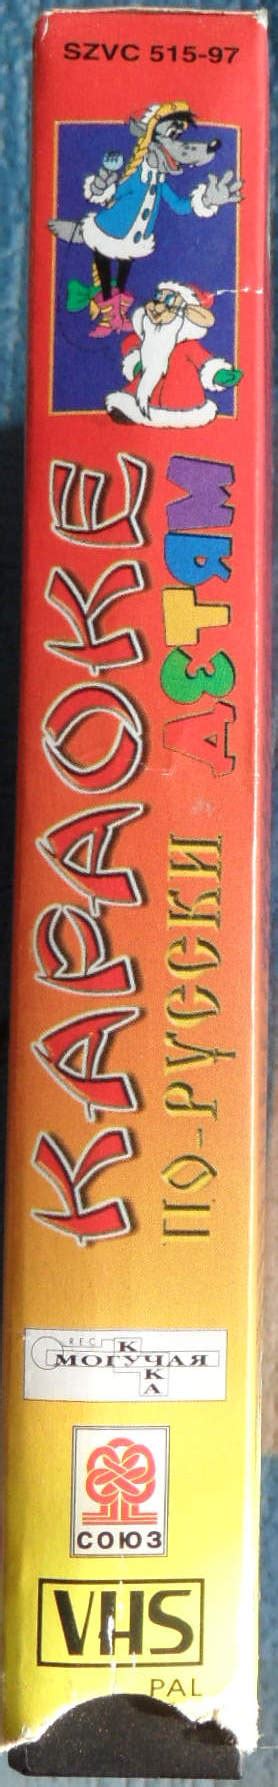 SZVC 515-97
КАРАОКЕ
ПО-РУССКИ ДЕТЯМ
REC
МОГУЧАЯ
КУЧКА
СОЮЗ
VHS
PAL